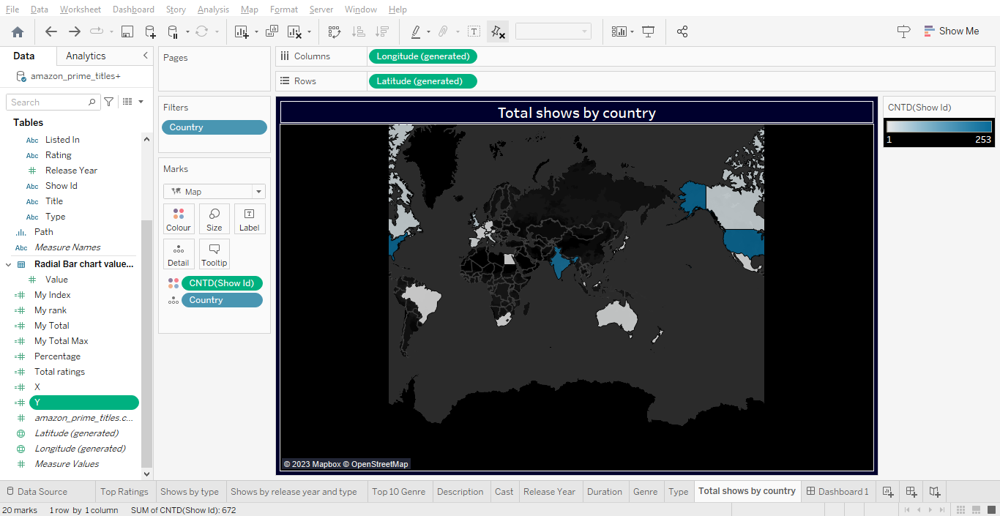 File Data Worksheet Dashboard Story Analysis Map Format Server Window Help
Show Me
Data Analytics
amazon_prime_titles+
Search
Tables
Abc Listed In
Abc Rating
Release Year
Abc Show Id
Abc Title
Abc Type
Path
Abc Measure Names
Radial Bar chart value...
Value
My Index
My rank
My Total
My Total Max
Percentage
Total ratings
X
Y
amazon_prime_titles.c...
Latitude (generated)
Longitude (generated)
Measure Values
Pages
Filters
Country
Marks
Map
Colour Size Label
Detail Tooltip
CNTD(Show Id)
Country
Columns Longitude (generated)
Rows Latitude (generated)
Total shows by country
© 2023 Mapbox © OpenStreetMap
CNTD(Show Id)
1 253
Data Source Top Ratings Shows by type Shows by release year and type Top 10 Genre Description Cast Release Year Duration Genre Type Total shows by country Dashboard 1
20 marks 1 row by 1 column SUM of CNTD(Show Id): 672